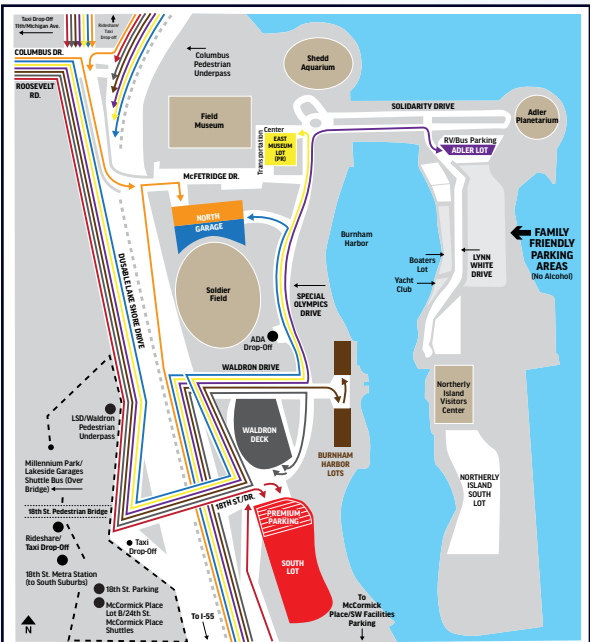 Taxi Drop-Off
11th/Michigan Ave.
Rideshare/
Taxi
Drop-off
COLUMBUS DR.
ROOSEVELT
RD.
Columbus
Pedestrian
Underpass
Shedd
Aquarium
Field
Museum
Transportation
Center
EAST
MUSEUM
LOT
(P8)
SOLIDARITY DRIVE
Adler
Planetarium
RV/Bus Parking
ADLER LOT
McFETRIDGE DR.
NORTH
GARAGE
Burnham
Harbor
FAMILY
FRIENDLY
PARKING
AREAS
(No Alcohol)
Boaters
Lot
LYNN
WHITE
DRIVE
Yacht
Club
DUSABLE LAKE SHORE DRIVE
Soldier
Field
SPECIAL
OLYMPICS
DRIVE
ADA
Drop-Off
WALDRON DRIVE
Northerly
Island
Visitors
Center
LSD/Waldron
Pedestrian
Underpass
WALDRON
DECK
BURNHAM
HARBOR
LOTS
Millennium Park/
Lakeside Garages
Shuttle Bus (Over
Bridge)
NORTHERLY
ISLAND
SOUTH
LOT
18th St. Pedestrian Bridge
18TH ST./DR.
PREMIUM
PARKING
Rideshare/
Taxi Drop-Off
Taxi
Drop-Off
SOUTH
LOT
18th St. Metra Station
(to South Suburbs)
18th St. Parking
McCormick Place
Lot B/24th St.
McCormick Place
Shuttles
N
To I-55
To
McCormick
Place/SW Facilities
Parking